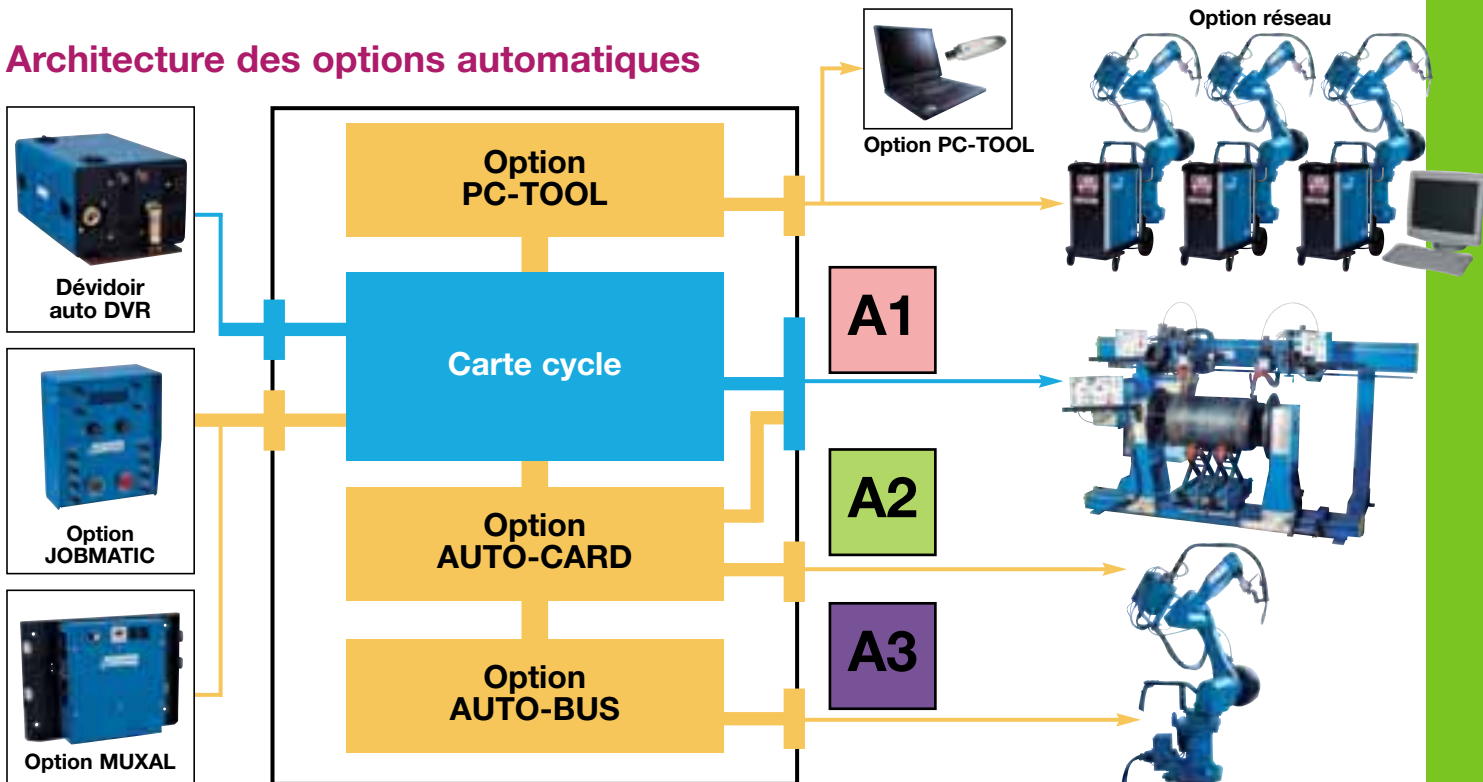 Architecture des options automatiques
Dévidoir
auto DVR
Option
JOBMATIC
Option MUXAL
Option
PC-TOOL
Carte cycle
Option
AUTO-CARD
Option
AUTO-BUS
Option PC-TOOL
Option réseau
A1
A2
A3